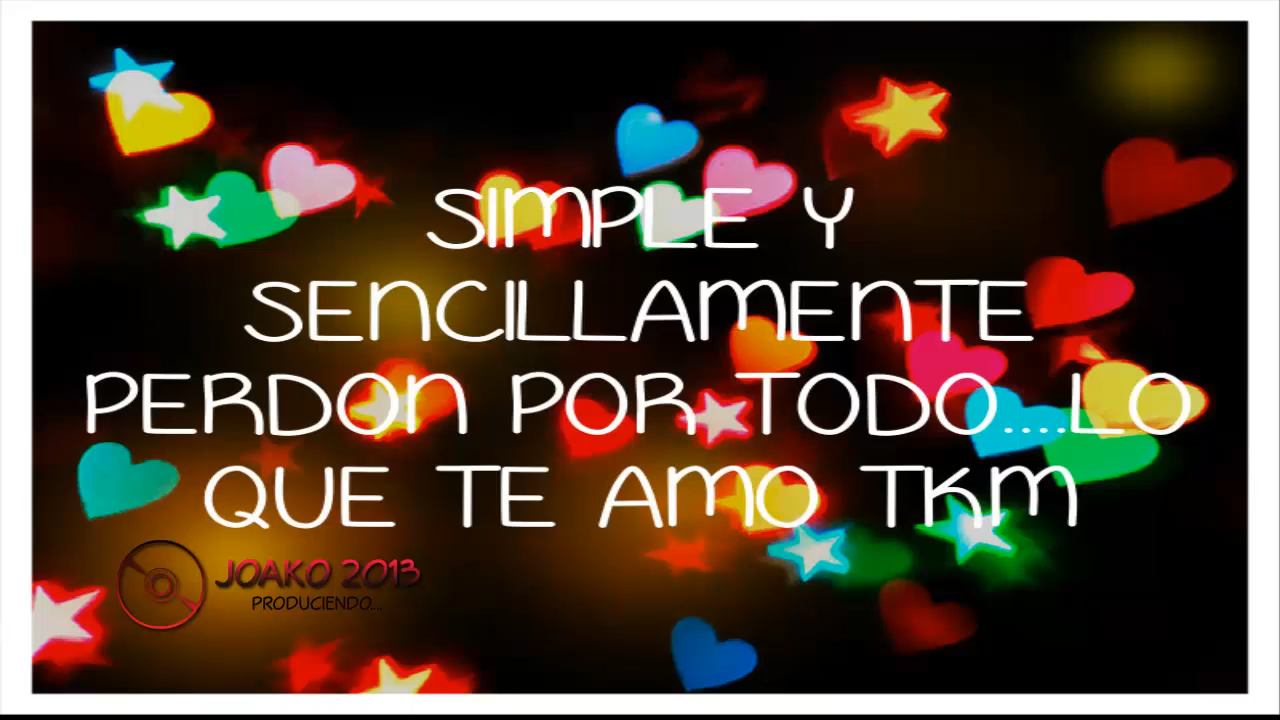 SIMPLE Y
SENCILLAMENTE
PERDON POR TODO....LO
QUE TE AMO TKM
JOAKO 2013
PRODUCIENDO...